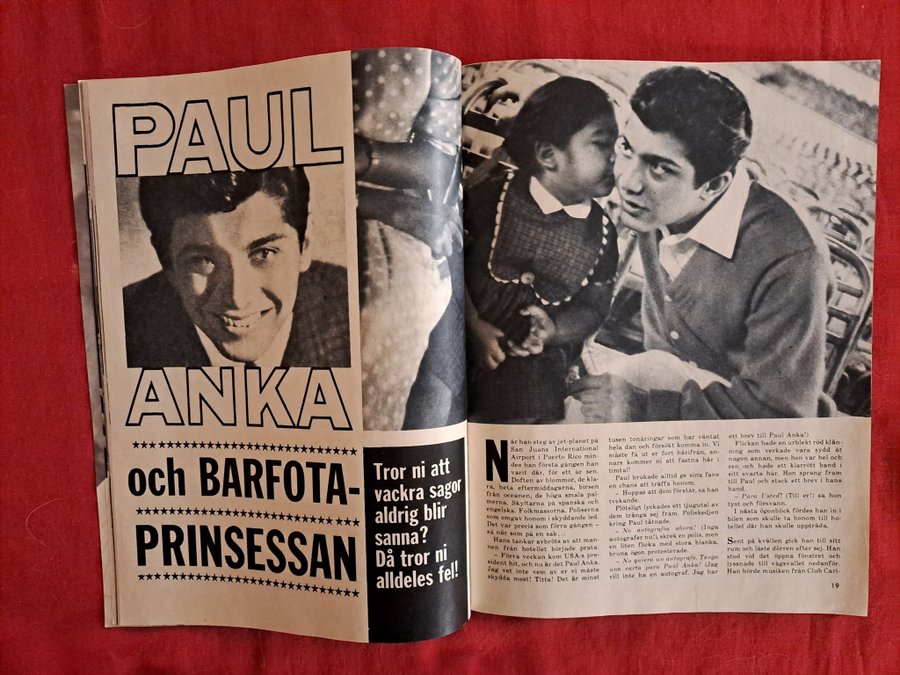 PAUL
ANKA
och BARFOTA-
PRINSESSAN
Tror ni att
vackra sagor
aldrig blir
sanna?
Då tror ni
alldeles fel!
När han steg av jet-planet på
San Juans International
Airport i Puerto Rico min-
des han första gången han
varit där, för ett år sen.
Doften av blommor, de kla-
ra, heta eftermiddagarna, brisen
från oceanen, de höga smala pal-
merna. Skyltarna på spanska och
engelska. Folkmassorna. Poliserna
som omgav honom i skyddande led.
Det var precis som förra gången —
så när som på en sak...
Hans tankar avbröts av att man-
nen från hotellet började prata:
— Förra veckan kom USAs pre-
sident hit, och nu är det Paul Anka.
Jag vet inte vem av er vi måste
skydda mest! Titta! Det är minst
tusen tonåringar som har väntat
hela dan och försökt komma in. Vi
måste få ut er fort härifrån, an-
nars kommer ni att fastna här i
timtal!
Paul brukade alltid ge sina fans
en chans att träffa honom.
— Hoppas att dom förstår, sa han
tvekande.
Plötsligt lyckades ett tjugutal av
dem tränga sej fram. Poliskedjan
kring Paul tätnade.
— No autografos ahora! (Inga
autografer nu!), skrek en polis, men
en liten flicka med stora blanka,
bruna ögon protesterade.
— No quiero un autografo. Tengo
una carta para Paul Anka! (Jag
vill inte ha en autograf. Jag har
ett brev till Paul Anka!)
Flickan hade en urblekt röd klän-
ning som verkade vara sydd åt
någon annan, men hon var hel och
ren och hade ett klarrött band i
sitt svarta hår. Hon sprang fram
till Paul och stack ett brev i hans
hand.
— Para Usted! (Till er!) sa hon
tyst och försvann.
I nästa ögonblick fördes han in i
bilen som skulle ta honom till ho-
tellet där han skulle uppträda.
Sent på kvällen gick han till sitt
rum och låste dörren efter sej. Han
stod vid det öppna fönstret och
lyssnade till vågsvallet nedanför.
Han hörde musiken från Club Cari-
19